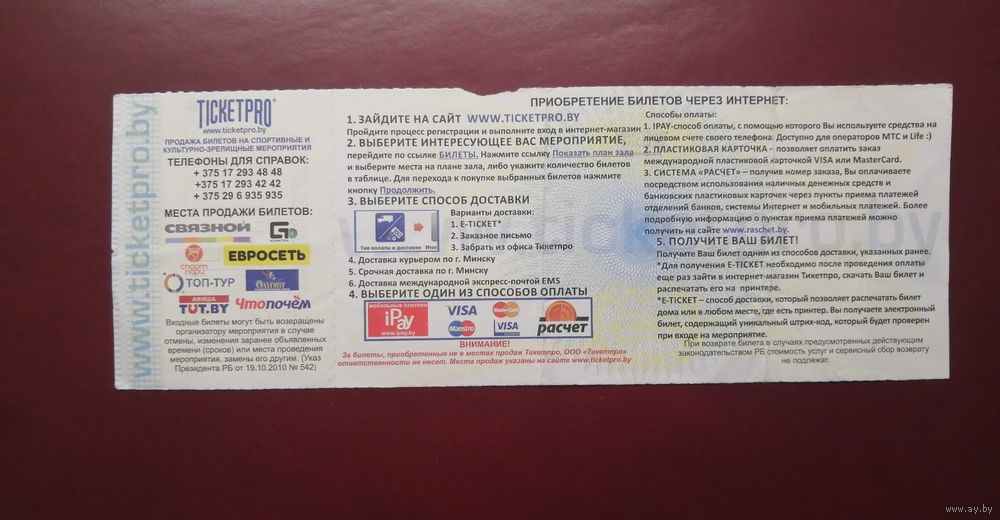 www.ticketpro.by
TICKETPRO
www.ticketpro.by
ПРОДАЖА БИЛЕТОВ НА СПОРТИВНЫЕ И
КУЛЬТУРНО-ЗРЕЛИЩНЫЕ МЕРОПРИЯТИЯ
ТЕЛЕФОНЫ ДЛЯ СПРАВОК:
+ 375 17 293 48 48
+375 17 293 42 42
+ 375 29 6 935 935
МЕСТА ПРОДАЖИ БИЛЕТОВ:
СВЯЗНОЙ
ЕВРОСЕТЬ
спорт
пари
ТОП-ТУР
ОЛИМП
АФИША
TUT.BY
Чтопочём
Входные билеты могут быть возвращены
организатору мероприятия в случае
отмены, изменения заранее объявленных
времени (сроков) или места проведения
мероприятия, замены его другим. (Указ
Президента РБ от 19.10.2010 № 542)
ПРИОБРЕТЕНИЕ БИЛЕТОВ ЧЕРЕЗ ИНТЕРНЕТ:
1. ЗАЙДИТЕ НА САЙТ WWW.TICKETPRO.BY
Пройдите процесс регистрации и выполните вход в интернет-магазин
2. ВЫБЕРИТЕ ИНТЕРЕСУЮЩЕЕ ВАС МЕРОПРИЯТИЕ,
перейдите по ссылке БИЛЕТЫ. Нажмите ссылку Показать план зала
и выберите места на плане зала, либо укажите количество билетов
в таблице. Для перехода к покупке выбранных билетов нажмите
кнопку Продолжить.
3. ВЫБЕРИТЕ СПОСОБ ДОСТАВКИ
Тип оплаты и доставки Итог
Варианты доставки:
1. E-TICKET*
2. Заказное письмо
3. Забрать из офиса Тикетпро
4. Доставка курьером по г. Минску
5. Срочная доставка по г. Минску
6. Доставка международной экспресс-почтой EMS
4. ВЫБЕРИТЕ ОДИН ИЗ СПОСОБОВ ОПЛАТЫ
мобильные платежи
iPay
www.ipay.by
VISA
MasterCard
Maestro
VISA
расчет
ВНИМАНИЕ!
За билеты, приобретенные не в местах продаж Тикетпро, ООО «Тикетпро»
ответственности не несет. Места продаж указаны на сайте www.ticketpro.by
Способы оплаты:
1. IPAY-способ оплаты, с помощью которого Вы используете средства на
лицевом счете своего телефона. Доступно для операторов МТС и Life :)
2. ПЛАСТИКОВАЯ КАРТОЧКА - позволяет оплатить заказ
международной пластиковой карточкой VISA или MasterCard.
3. СИСТЕМА «РАСЧЕТ» – получив номер заказа, Вы оплачиваете
посредством использования наличных денежных средств и
банковских пластиковых карточек через пункты приема платежей
отделений банков, системы Интернет и мобильных платежей. Более
подробную информацию о пунктах приема платежей можно
получить на сайте www.raschet.by.
5. ПОЛУЧИТЕ ВАШ БИЛЕТ!
Получите Ваш билет одним из способов доставки, указанных ранее.
*Для получения E-TICKET необходимо после проведения оплаты
еще раз зайти в интернет-магазин Тикетпро, скачать Ваш билет и
распечатать его на принтере.
*E-TICKET – способ доставки, который позволяет распечатать билет
дома или в любом месте, где есть принтер. Вы получаете электронный
билет, содержащий уникальный штрих-код, который будет проверен
при входе на мероприятие.
При возврате билета в случаях предусмотренных действующим
законодательством РБ стоимость услуг и сервисный сбор возврату
не подлежат.
www.ay.by